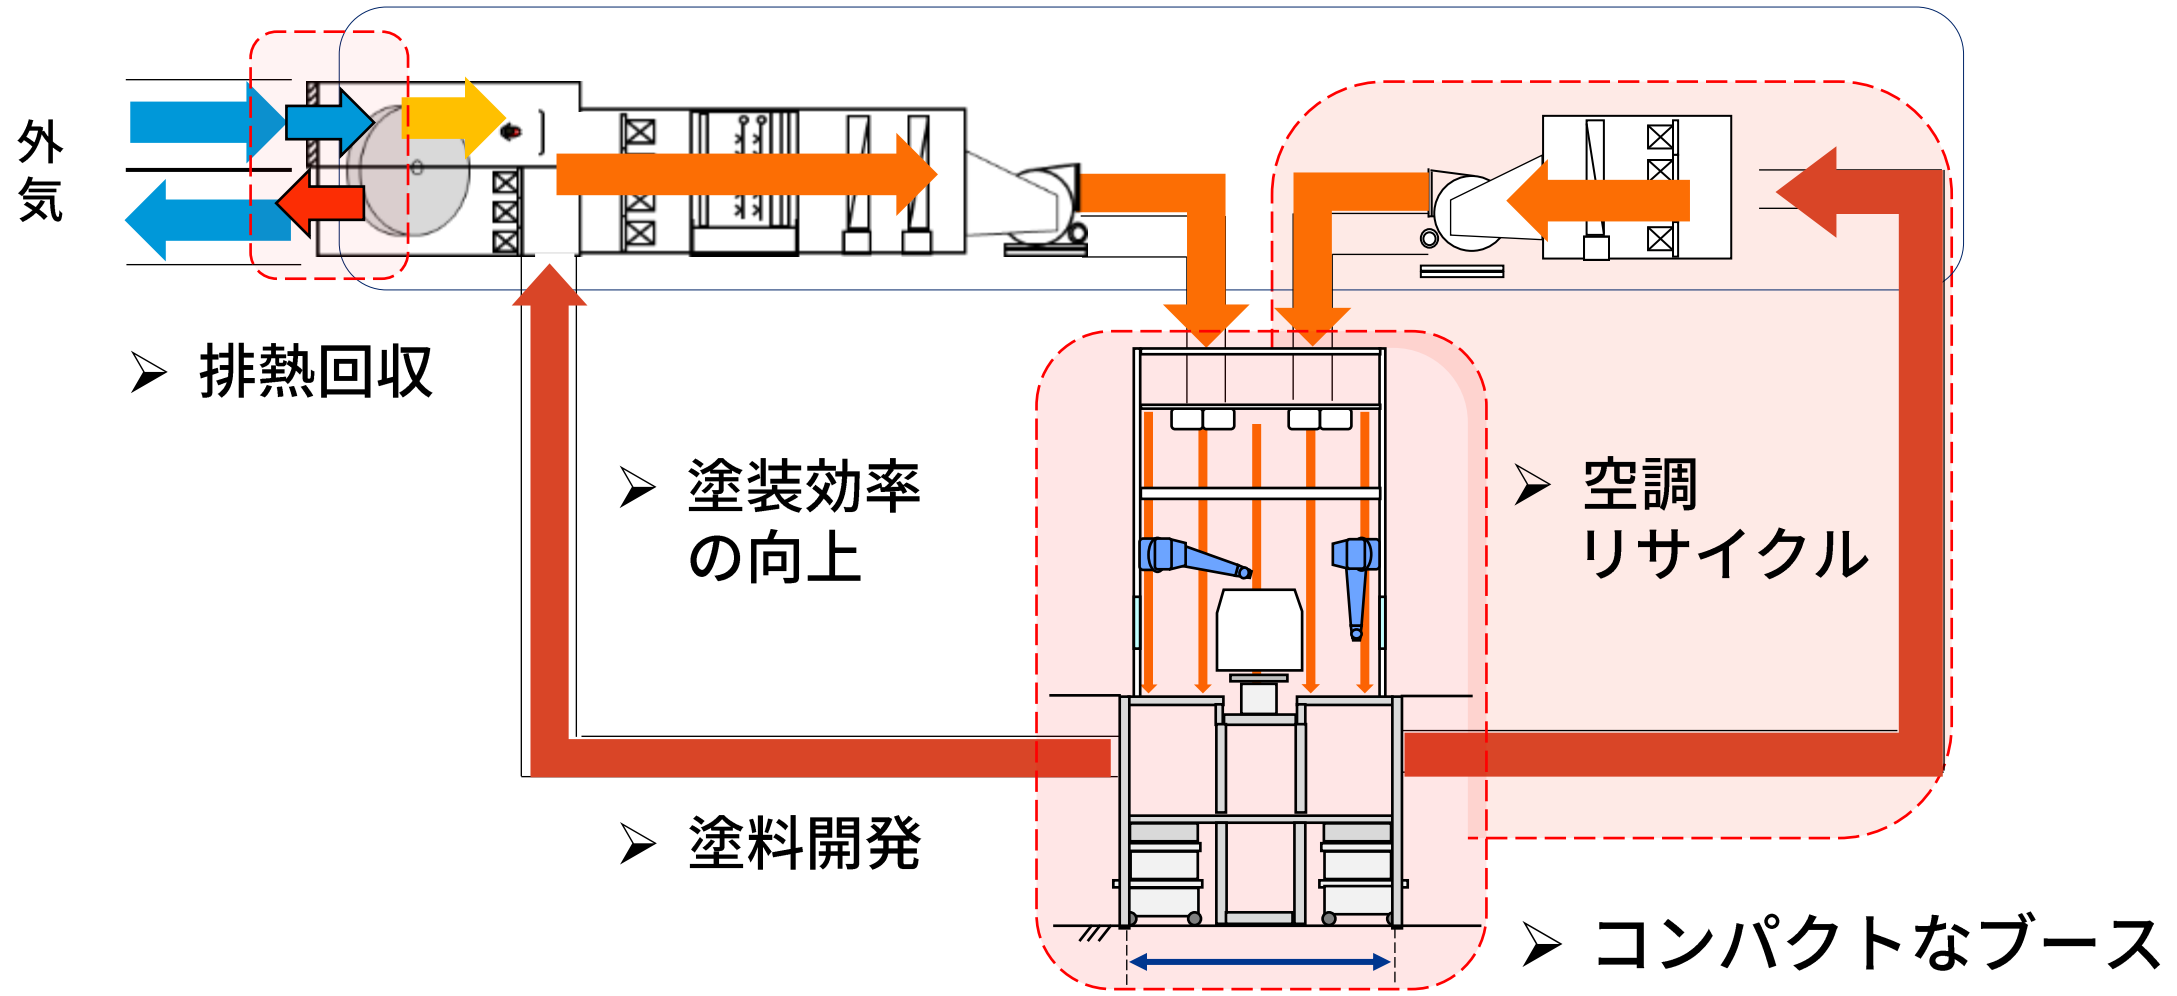 外
気
➢ 排熱回収
➢ 塗装効率
の向上
➢ 空調
リサイクル
➢ 塗料開発
➢ コンパクトなブース